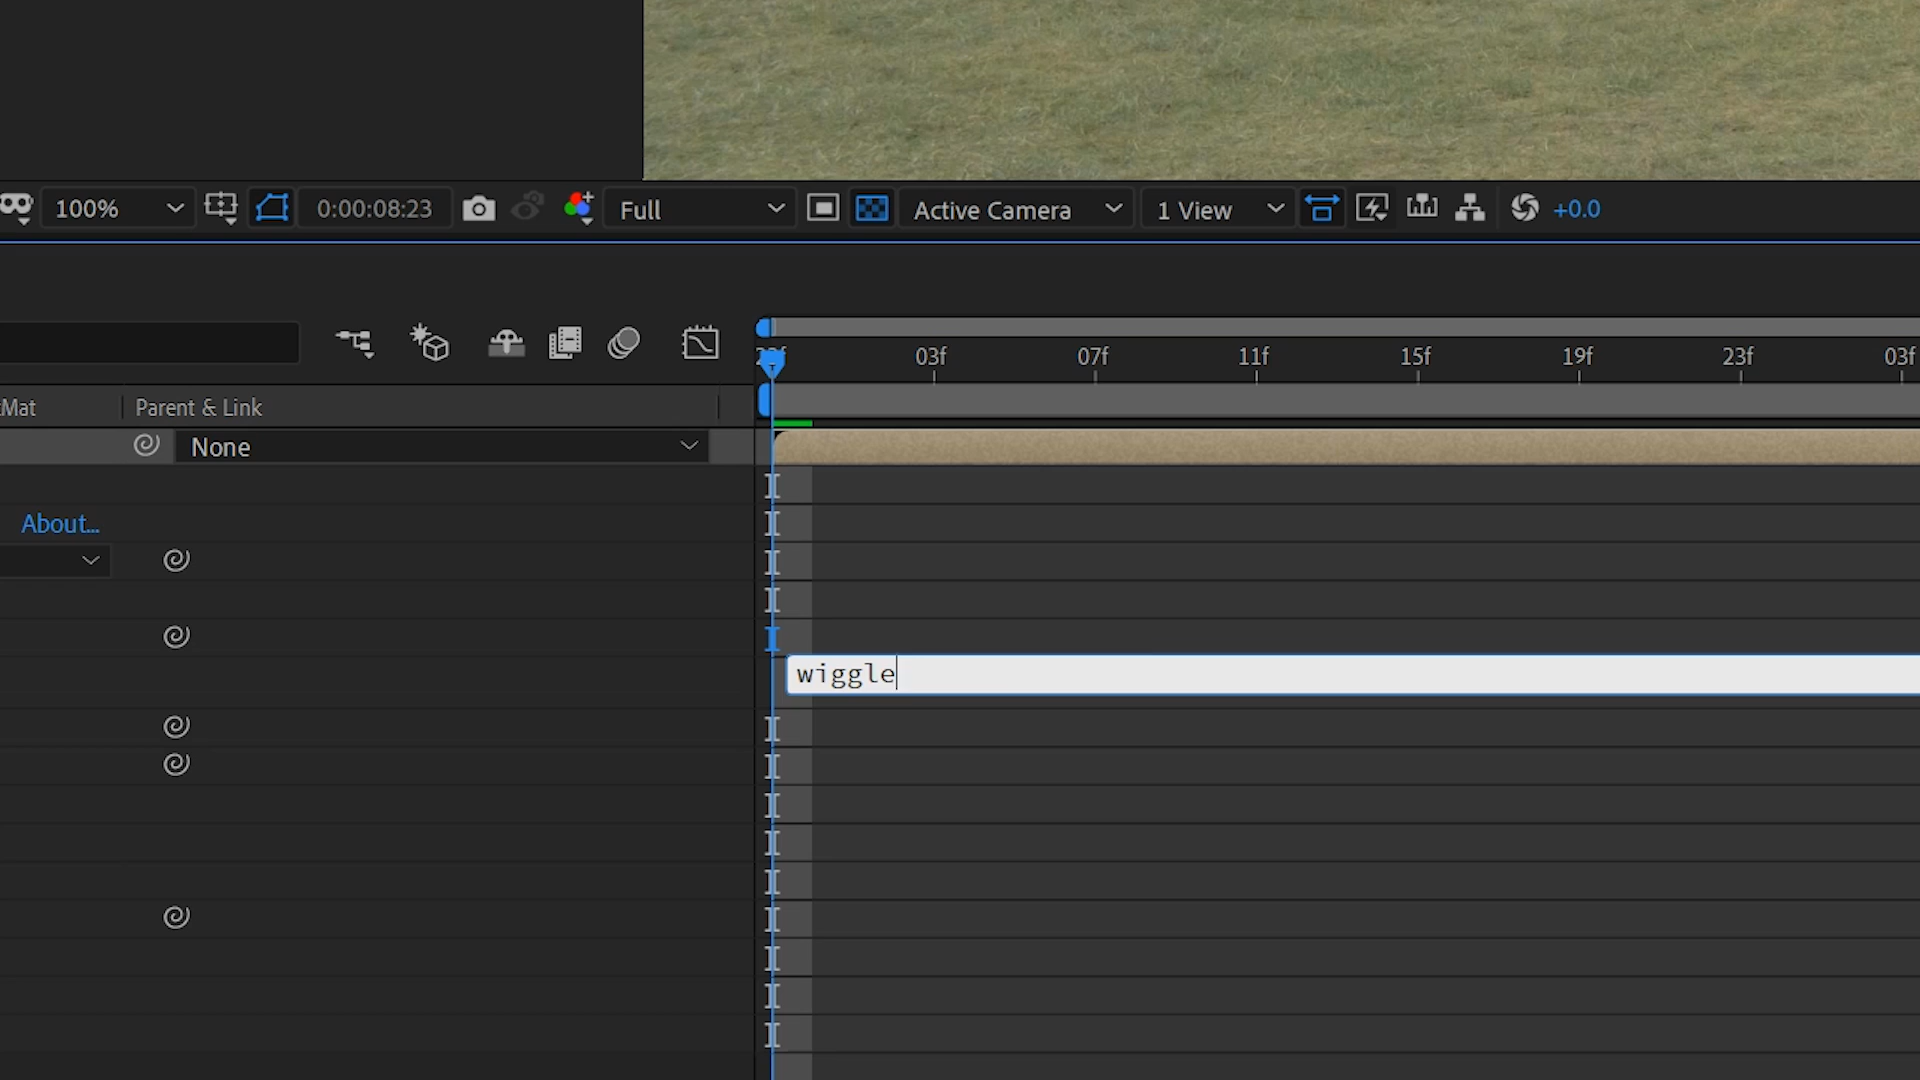 100% 0:00:08:23 Full Active Camera 1 View +0.0
03f 07f 11f 15f 19f 23f 03f
Mat Parent & Link
None
About...
wiggle